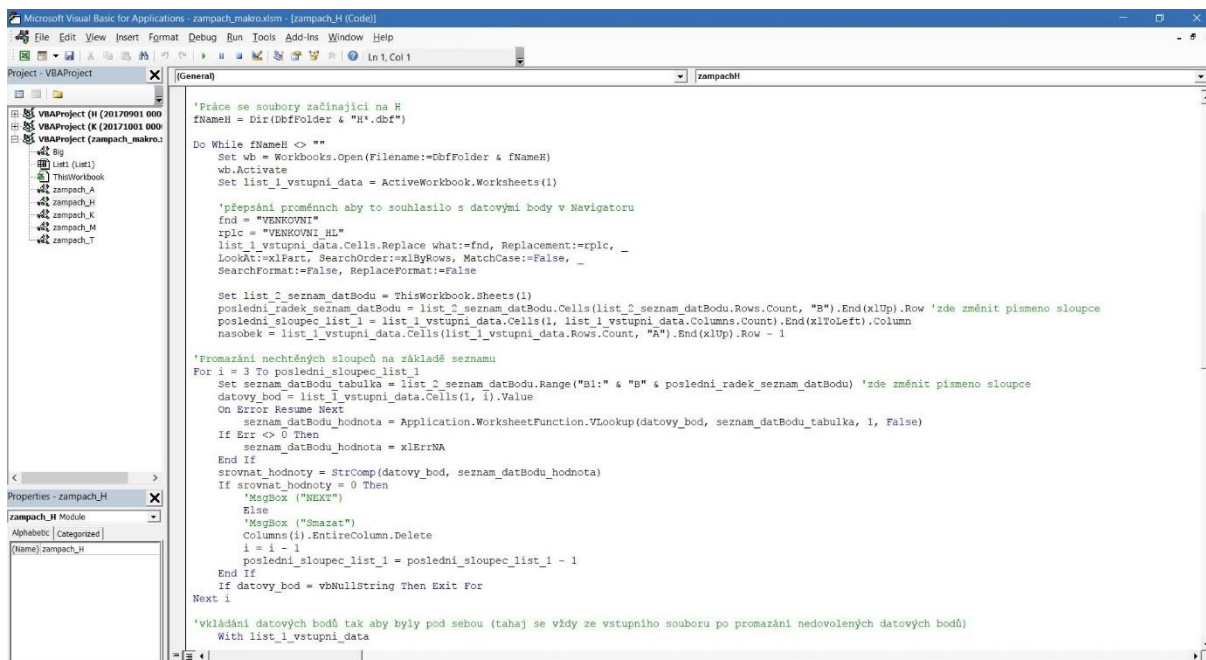 Microsoft Visual Basic for Applications - zampach_makro.xlsm - [zampach_H (Code)]
File Edit View Insert Format Debug Run Tools Add-Ins Window Help
Ln 1, Col 1
Project - VBAProject
VBAProject (H (20170901 000
VBAProject (K (20171001 000
VBAProject (zampach_makro.
Big
List1 (List1)
ThisWorkbook
zampach_A
zampach_H
zampach_K
zampach_M
zampach_T
Properties - zampach_H
zampach_H Module
Alphabetic Categorized
(Name) zampach_H
(General)
zampachH
'Práce se soubory začínající na H
fNameH = Dir(DbfFolder & "H*.dbf")
Do While fNameH <> ""
Set wb = Workbooks.Open(Filename:=DbfFolder & fNameH)
wb.Activate
Set list_1_vstupni_data = ActiveWorkbook.Worksheets(1)
'přepsání proměnnch aby to souhlasilo s datovými body v Navigatoru
fnd = "VENKOVNI"
rplc = "VENKOVNI_HL"
list_1_vstupni_data.Cells.Replace what:=fnd, Replacement:=rplc, _
LookAt:=xlPart, SearchOrder:=xlByRows, MatchCase:=False, _
SearchFormat:=False, ReplaceFormat:=False
Set list_2_seznam_datBodu = ThisWorkbook.Sheets(1)
posledni_radek_seznam_datBodu = list_2_seznam_datBodu.Cells(list_2_seznam_datBodu.Rows.Count, "B").End(xlUp).Row 'zde změnit písmeno sloupce
posledni_sloupec_list_1 = list_1_vstupni_data.Cells(1, list_1_vstupni_data.Columns.Count).End(xlToLeft).Column
nasobek = list_1_vstupni_data.Cells(list_1_vstupni_data.Rows.Count, "A").End(xlUp).Row - 1
'Promazání nechtěných sloupců na základě seznamu
For i = 3 To posledni_sloupec_list_1
Set seznam_datBodu_tabulka = list_2_seznam_datBodu.Range("B1:" & "B" & posledni_radek_seznam_datBodu) 'zde změnit písmeno sloupce
datovy_bod = list_1_vstupni_data.Cells(1, i).Value
On Error Resume Next
seznam_datBodu_hodnota = Application.WorksheetFunction.VLookup(datovy_bod, seznam_datBodu_tabulka, 1, False)
If Err <> 0 Then
seznam_datBodu_hodnota = xlErrNA
End If
srovnat_hodnoty = StrComp(datovy_bod, seznam_datBodu_hodnota)
If srovnat_hodnoty = 0 Then
'MsgBox ("NEXT")
Else
'MsgBox ("Smazat")
Columns(i).EntireColumn.Delete
i = i - 1
posledni_sloupec_list_1 = posledni_sloupec_list_1 - 1
End If
If datovy_bod = vbNullString Then Exit For
Next i
'vkládání datových bodů tak aby byly pod sebou (tahaj se vždy ze vstupního souboru po promazání nedovolených datových bodů)
With list_1_vstupni_data